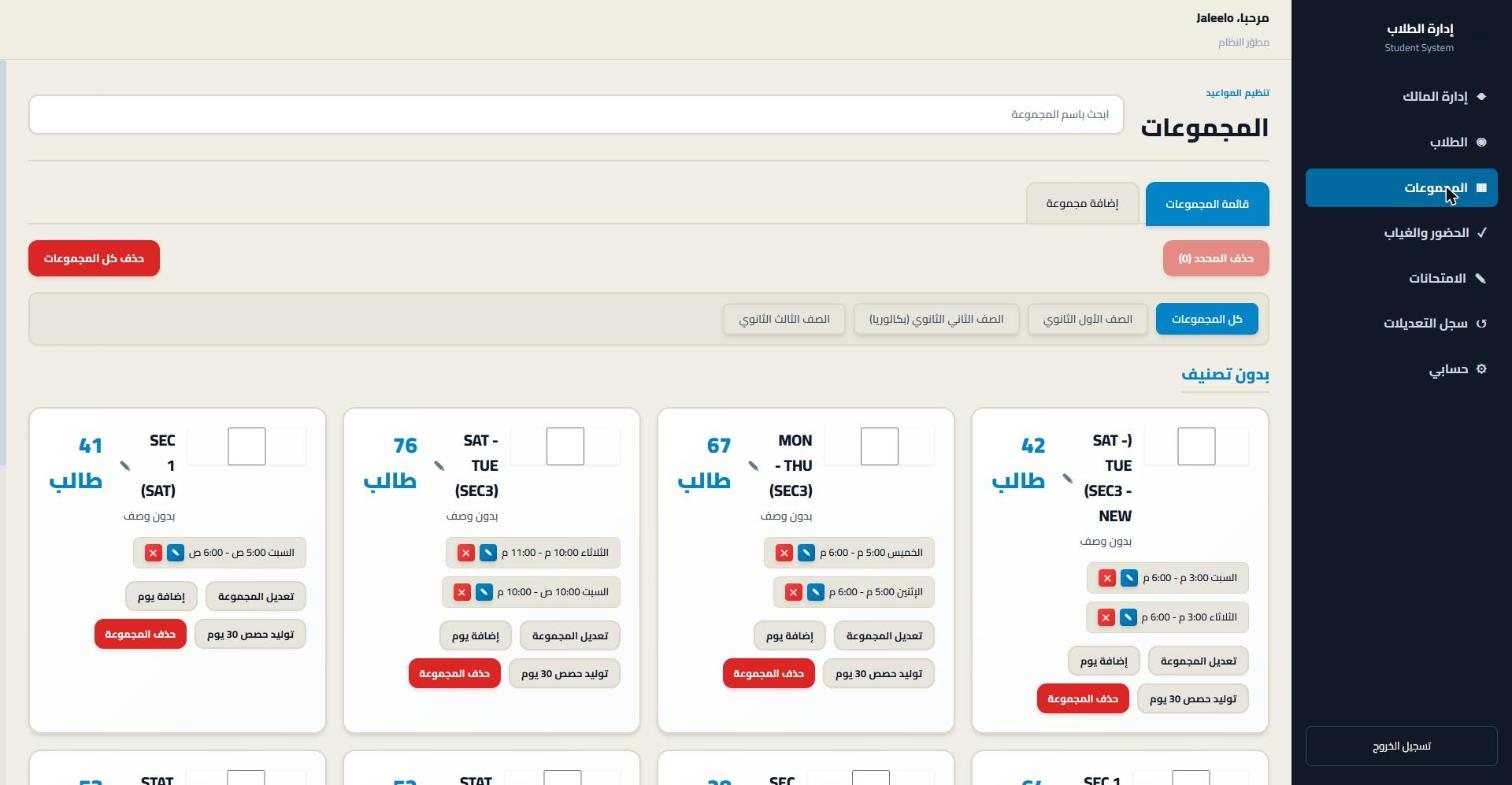 إدارة الطلاب
Student System
إدارة المالك
الطلاب
المجموعات
الحضور والغياب
الامتحانات
سجل التعديلات
حسابي
تسجيل الخروج
مرحبا، Jaleelo
مطوّر النظام
تنظيم المواعيد
المجموعات
ابحث باسم المجموعة
قائمة المجموعات
إضافة مجموعة
حذف المحدد (0)
حذف كل المجموعات
كل المجموعات
الصف الأول الثانوي
الصف الثاني الثانوي (بكالوريا)
الصف الثالث الثانوي
بدون تصنيف
SAT -)
TUE
(SEC3 -
NEW
بدون وصف
42
طالب
السبت 3:00 م - 6:00 م
الثلاثاء 3:00 م - 6:00 م
تعديل المجموعة
إضافة يوم
توليد حصص 30 يوم
حذف المجموعة
MON
- THU
(SEC3)
بدون وصف
67
طالب
الخميس 5:00 م - 6:00 م
الإثنين 5:00 م - 6:00 م
تعديل المجموعة
إضافة يوم
توليد حصص 30 يوم
حذف المجموعة
SAT -
TUE
(SEC3)
بدون وصف
76
طالب
الثلاثاء 10:00 م - 11:00 م
السبت 10:00 ص - 10:00 م
تعديل المجموعة
إضافة يوم
توليد حصص 30 يوم
حذف المجموعة
SEC
1
(SAT)
بدون وصف
41
طالب
السبت 5:00 ص - 6:00 ص
تعديل المجموعة
إضافة يوم
توليد حصص 30 يوم
حذف المجموعة
SEC 1
SEC
STAT
STAT